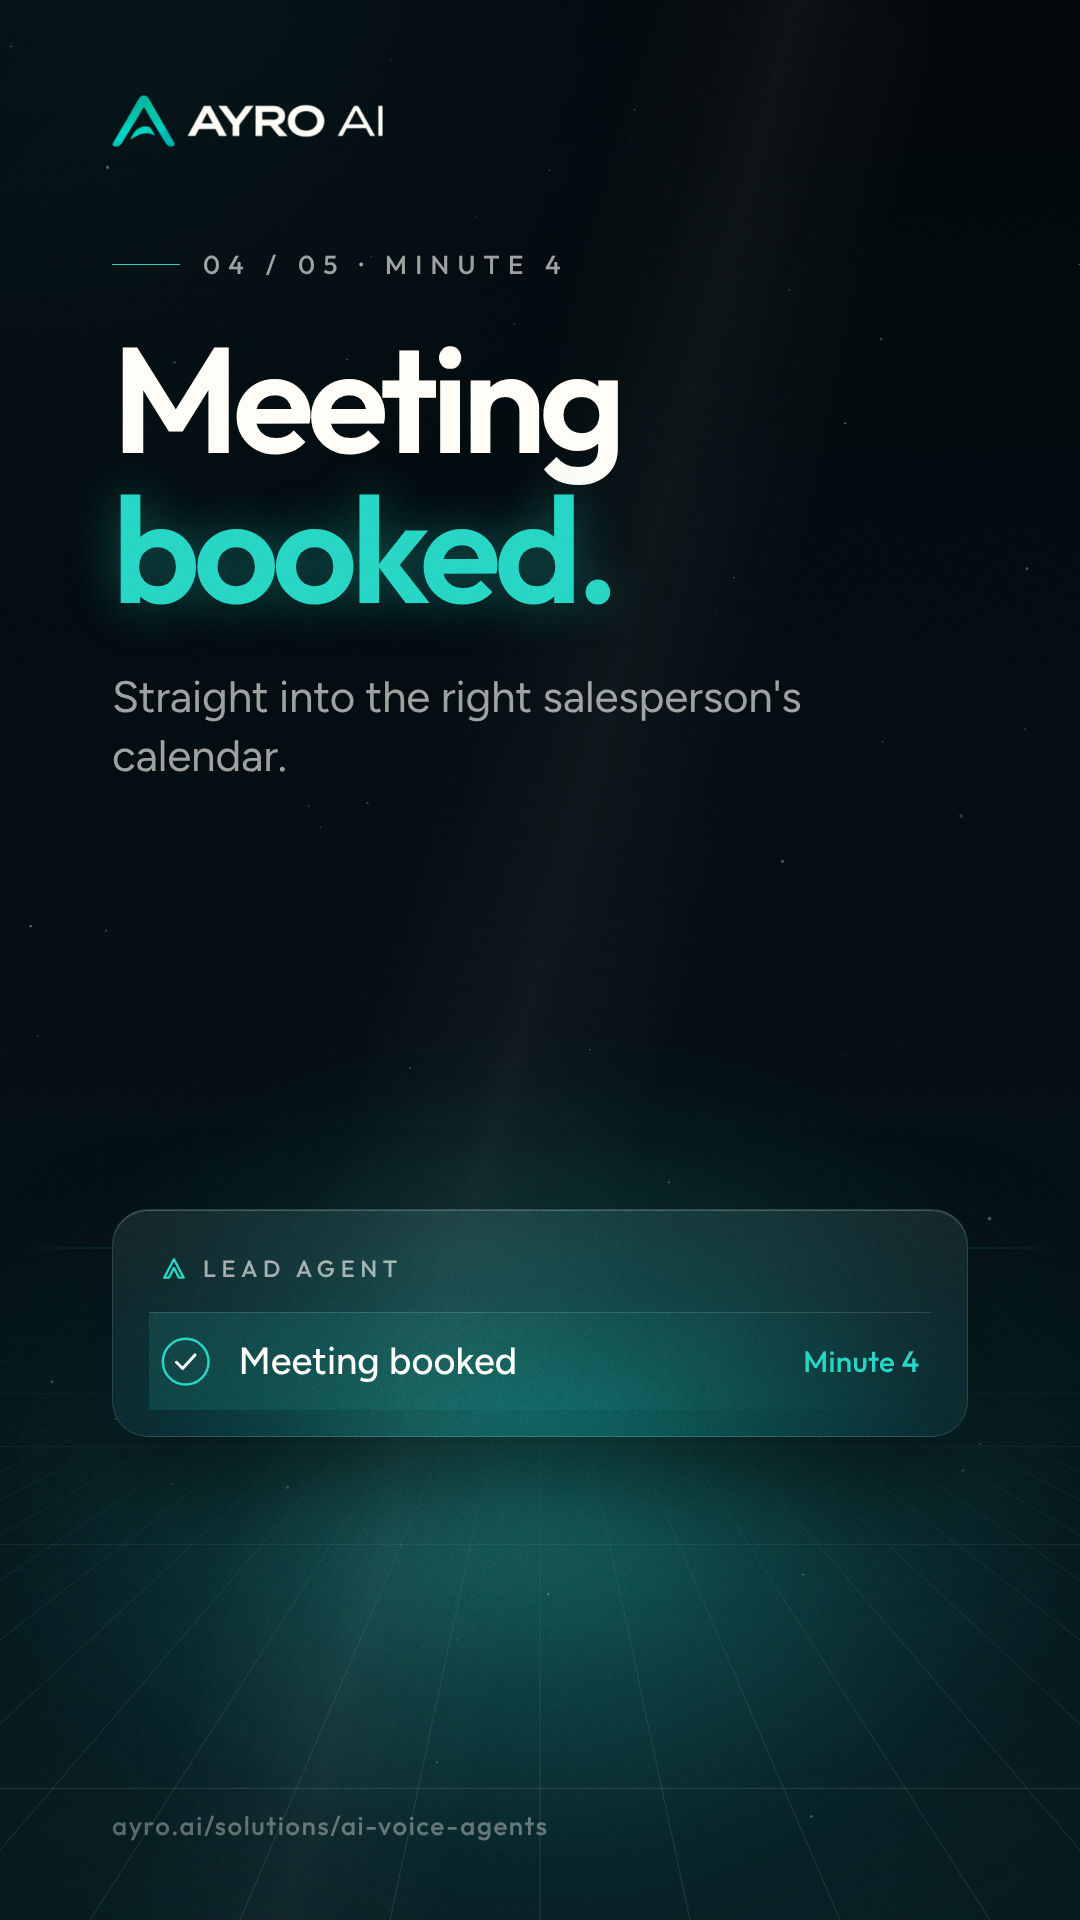 AYRO AI
04 / 05 · MINUTE 4
Meeting
booked.
Straight into the right salesperson's
calendar.
LEAD AGENT
Meeting booked
Minute 4
ayro.ai/solutions/ai-voice-agents